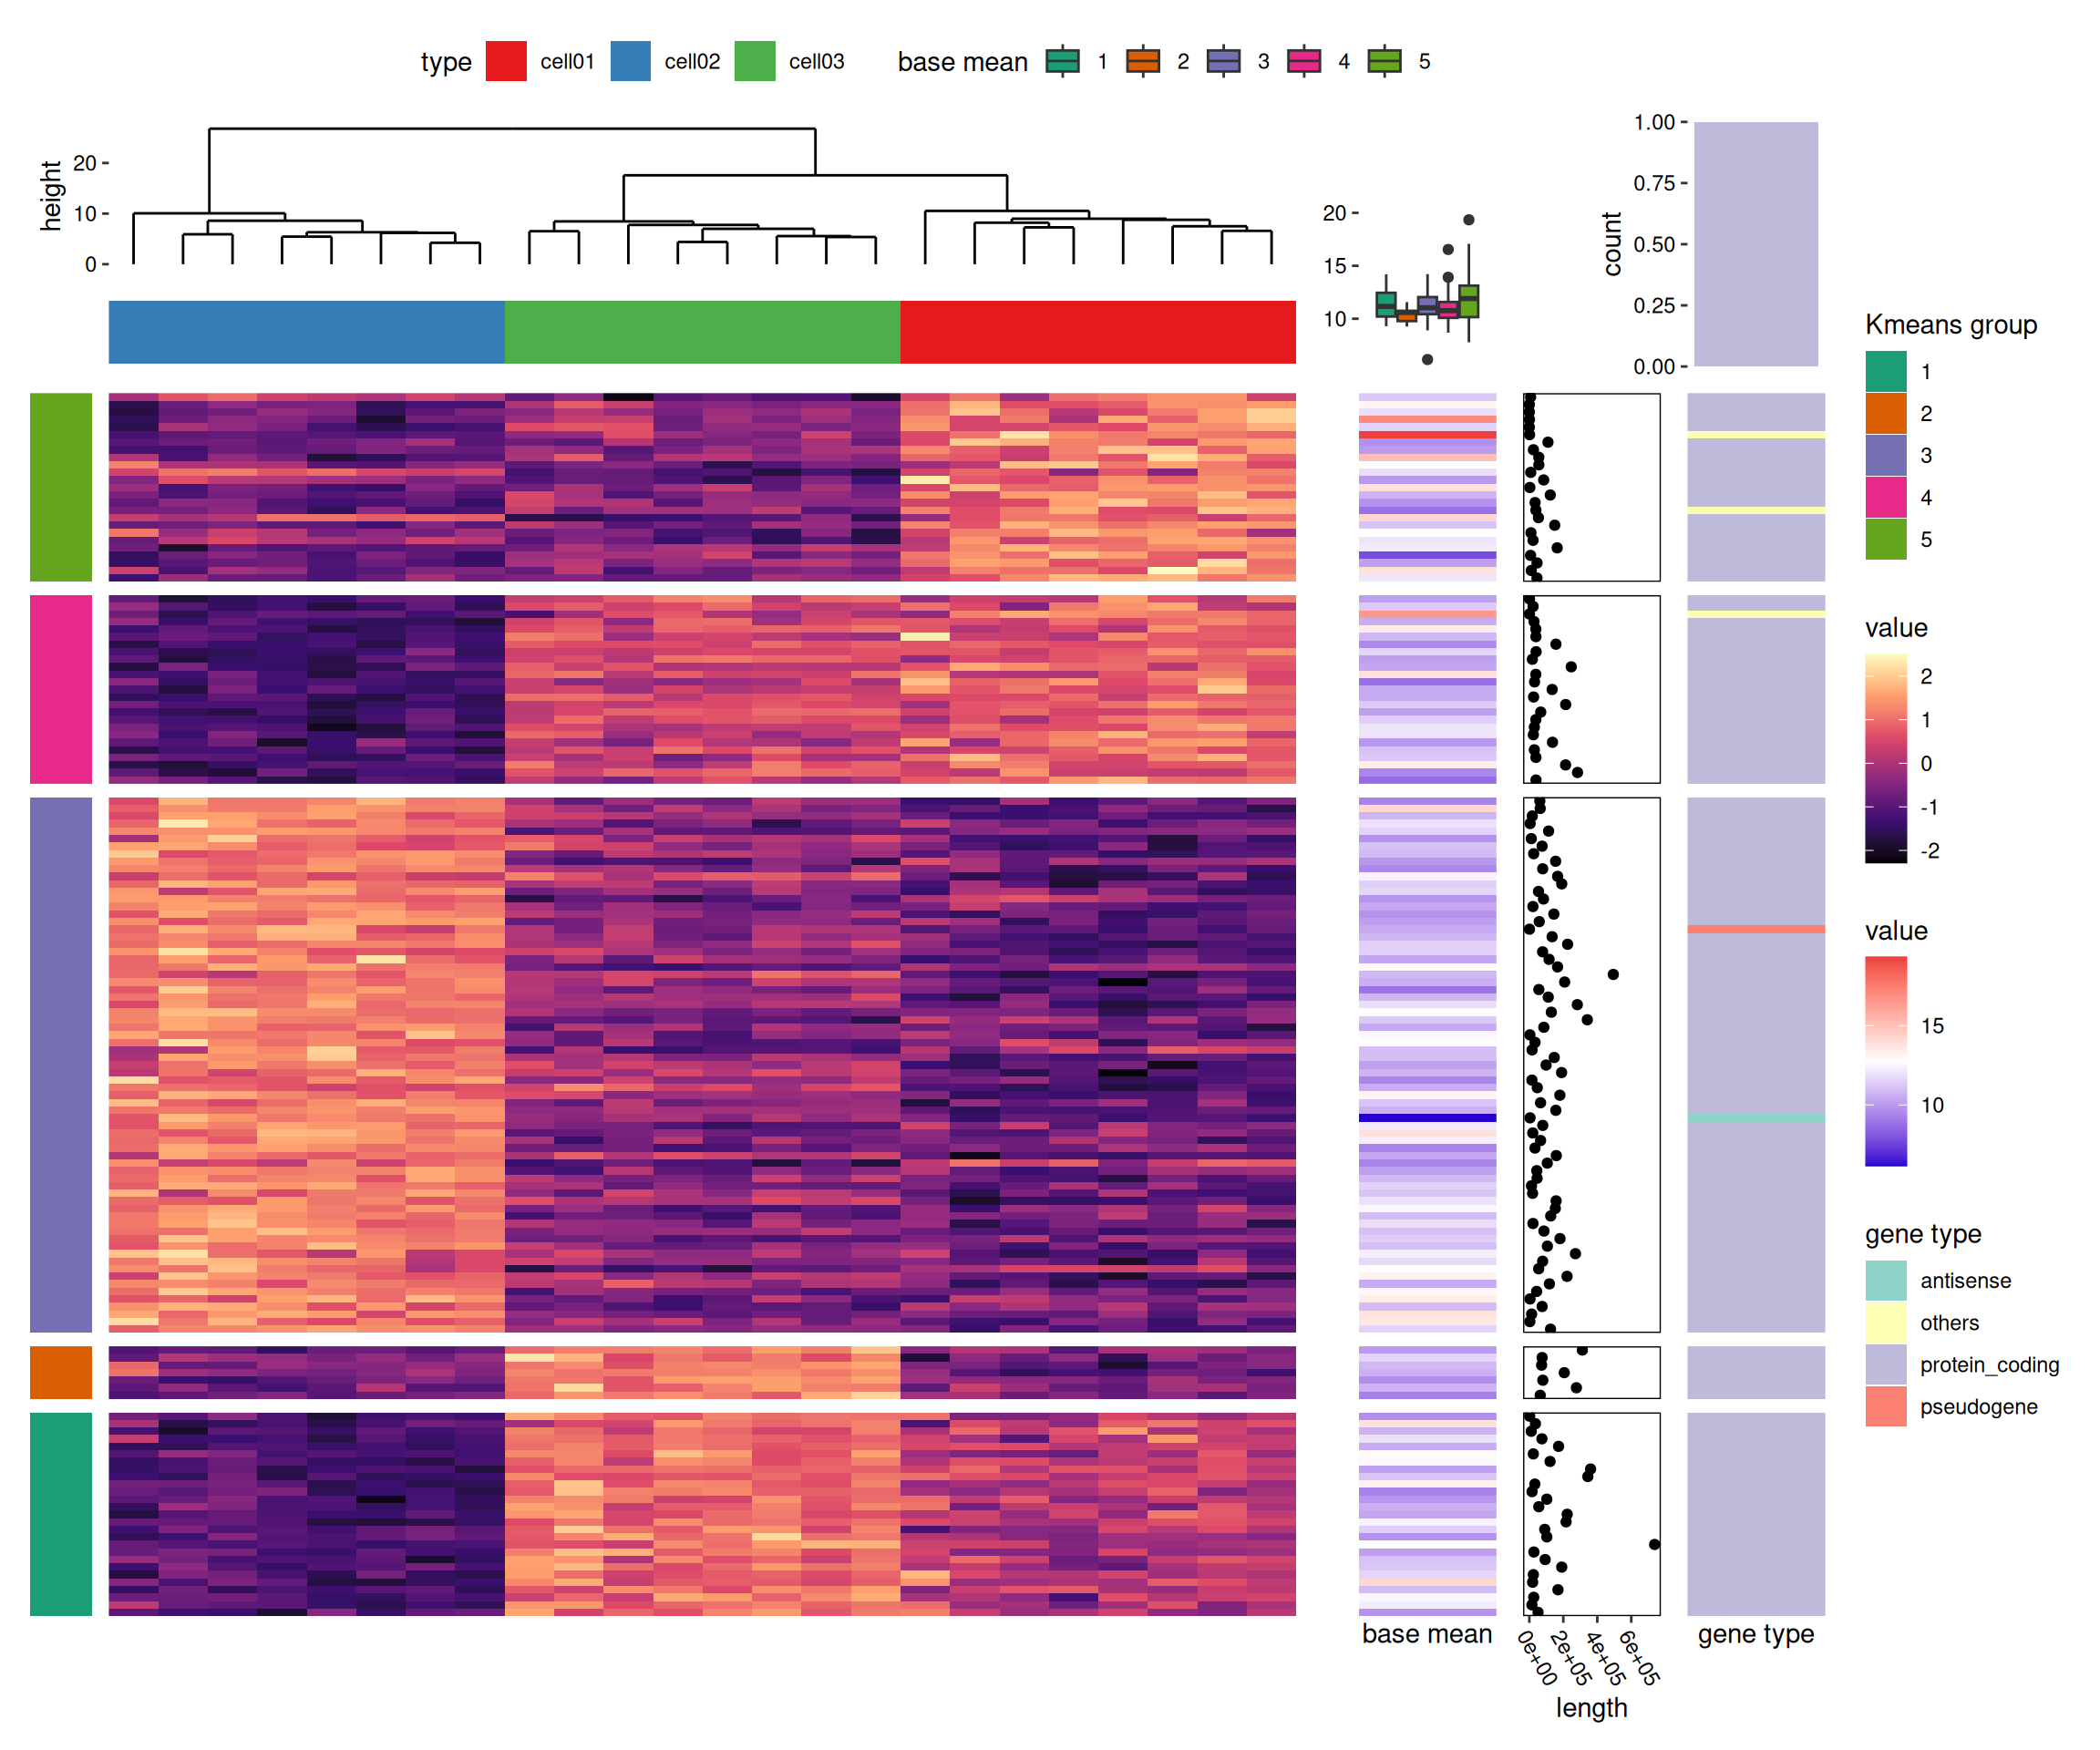 type cell01 cell02 cell03 base mean 1 2 3 4 5
height
20
10
0
20
15
10
count
1.00
0.75
0.50
0.25
0.00
Kmeans group
1
2
3
4
5
value
2
1
0
-1
-2
value
15
10
gene type
antisense
others
protein_coding
pseudogene
base mean
0e+00 2e+05 4e+05 6e+05
length
gene type